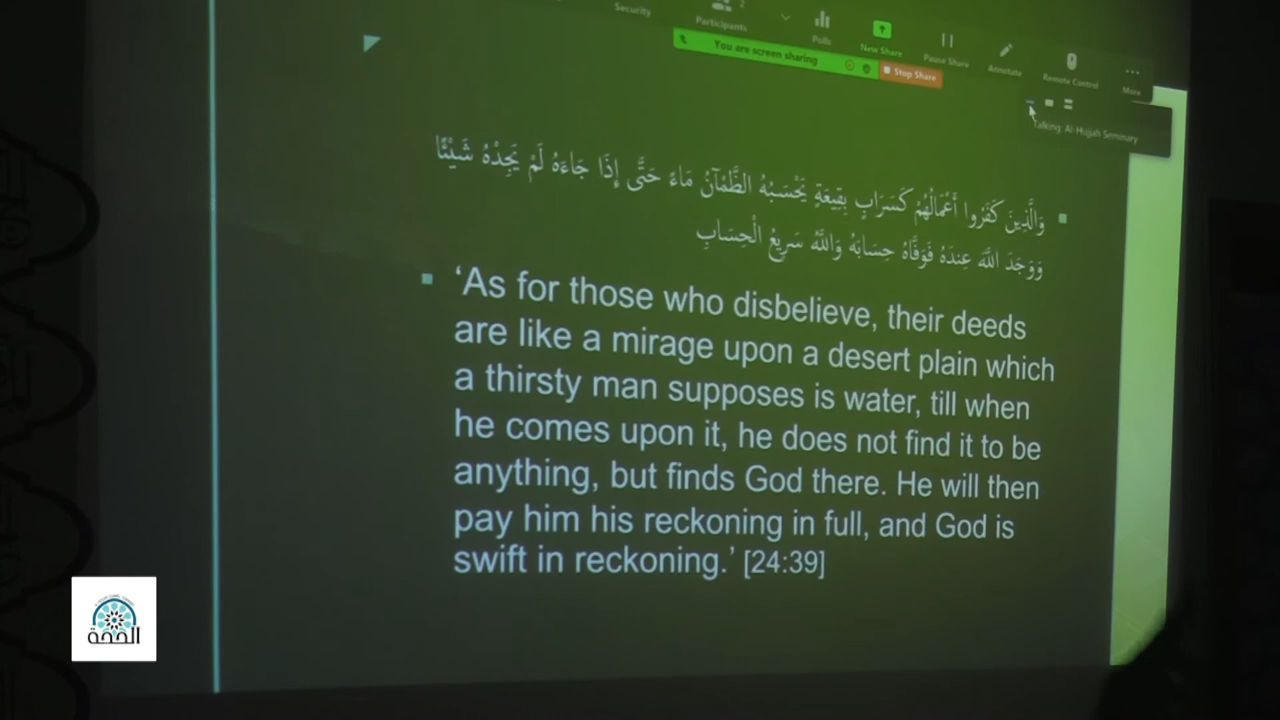 Security
Participants
2
Polls
New Share
Pause Share
Annotate
Remote Control
More
You are screen sharing
Stop Share
Talking: Al-Hujjah Seminary
وَالَّذِينَ كَفَرُوا أَعْمَالُهُمْ كَسَرَابٍ بِقِيعَةٍ يَحْسَبُهُ الظَّمْآنُ مَاءً حَتَّى إِذَا جَاءَهُ لَمْ يَجِدْهُ شَيْئًا
وَوَجَدَ اللَّهَ عِندَهُ فَوَفَّاهُ حِسَابَهُ وَاللَّهُ سَرِيعُ الْحِسَابِ
‘As for those who disbelieve, their deeds
are like a mirage upon a desert plain which
a thirsty man supposes is water, till when
he comes upon it, he does not find it to be
anything, but finds God there. He will then
pay him his reckoning in full, and God is
swift in reckoning.’ [24:39]
الحجة